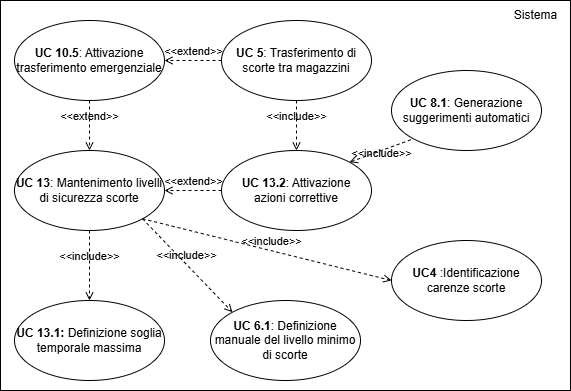 Sistema
UC 10.5: Attivazione
trasferimento emergenziale
<<extend>>
UC 5: Trasferimento di
scorte tra magazzini
UC 8.1: Generazione
suggerimenti automatici
<<extend>>
<<include>>
<<include>>
UC 13: Mantenimento livelli
di sicurezza scorte
<<extend>>
UC 13.2: Attivazione
azioni correttive
<<include>>
<<include>>
<<include>>
UC4 :Identificazione
carenze scorte
UC 13.1: Definizione soglia
temporale massima
UC 6.1: Definizione
manuale del livello minimo
di scorte